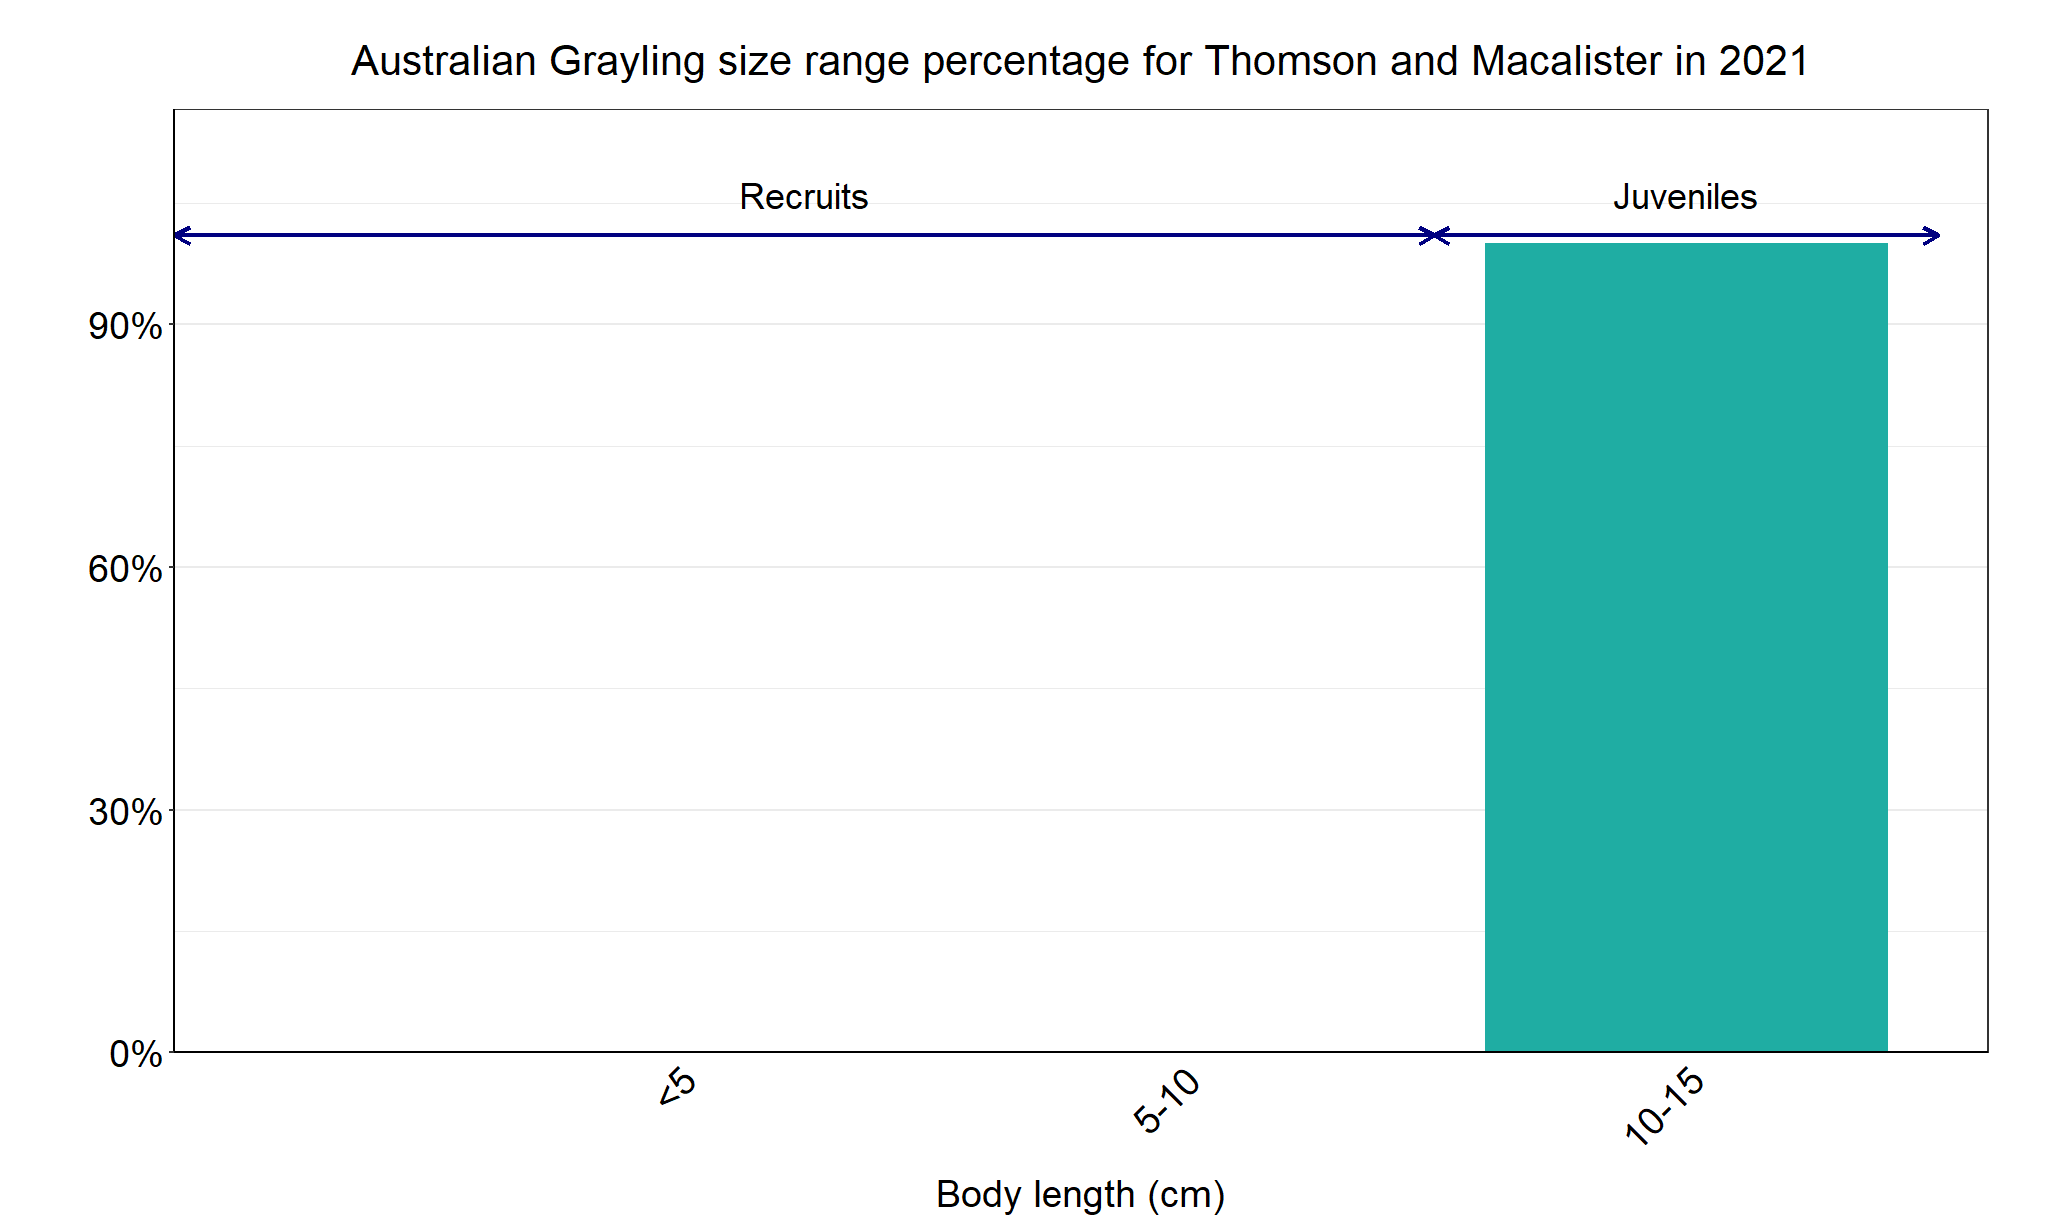 Australian Grayling size range percentage for Thomson and Macalister in 2021
Recruits
Juveniles
90%
60%
30%
0%
<5
5-10
10-15
Body length (cm)